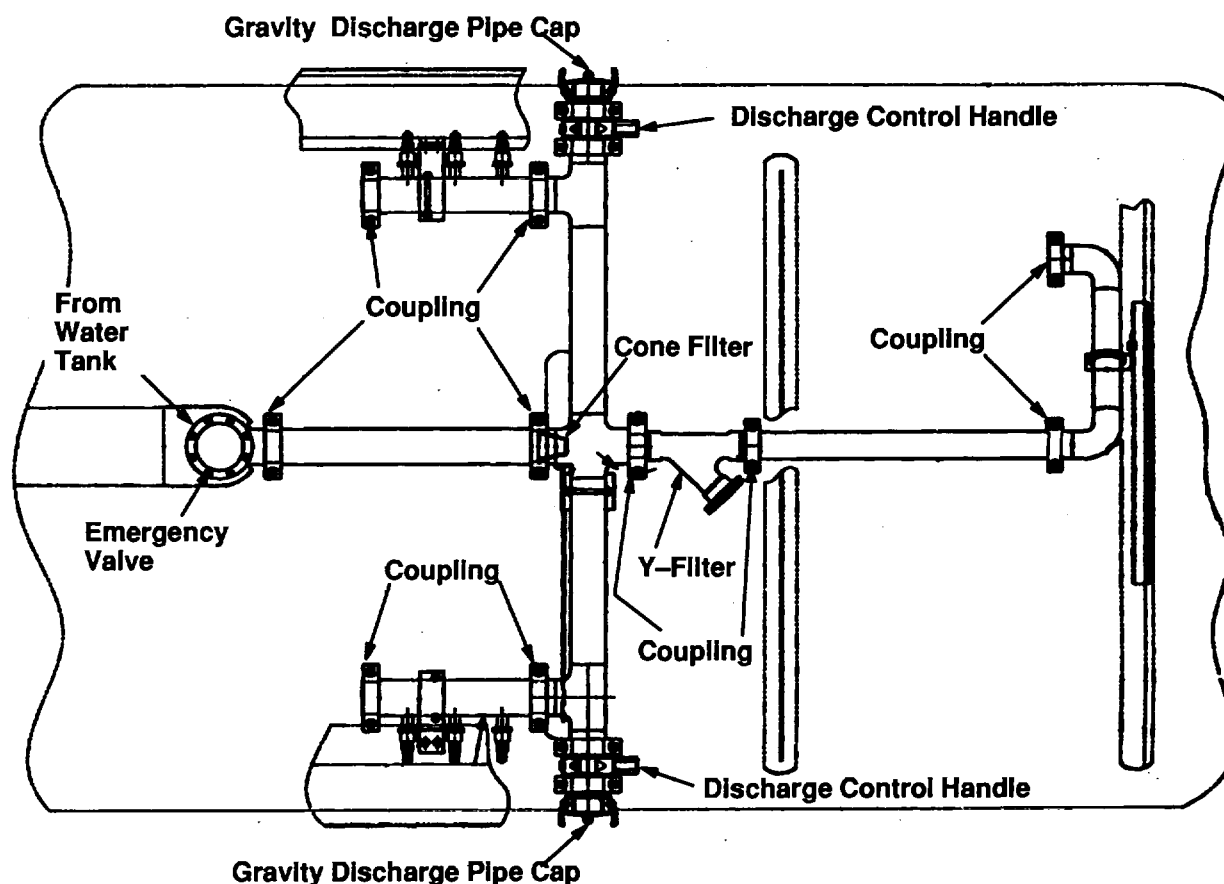 Gravity Discharge Pipe Cap
Discharge Control Handle
From
Water
Tank
Coupling
Cone Filter
Coupling
Emergency
Valve
Coupling
Y–Filter
Coupling
Discharge Control Handle
Gravity Discharge Pipe Cap